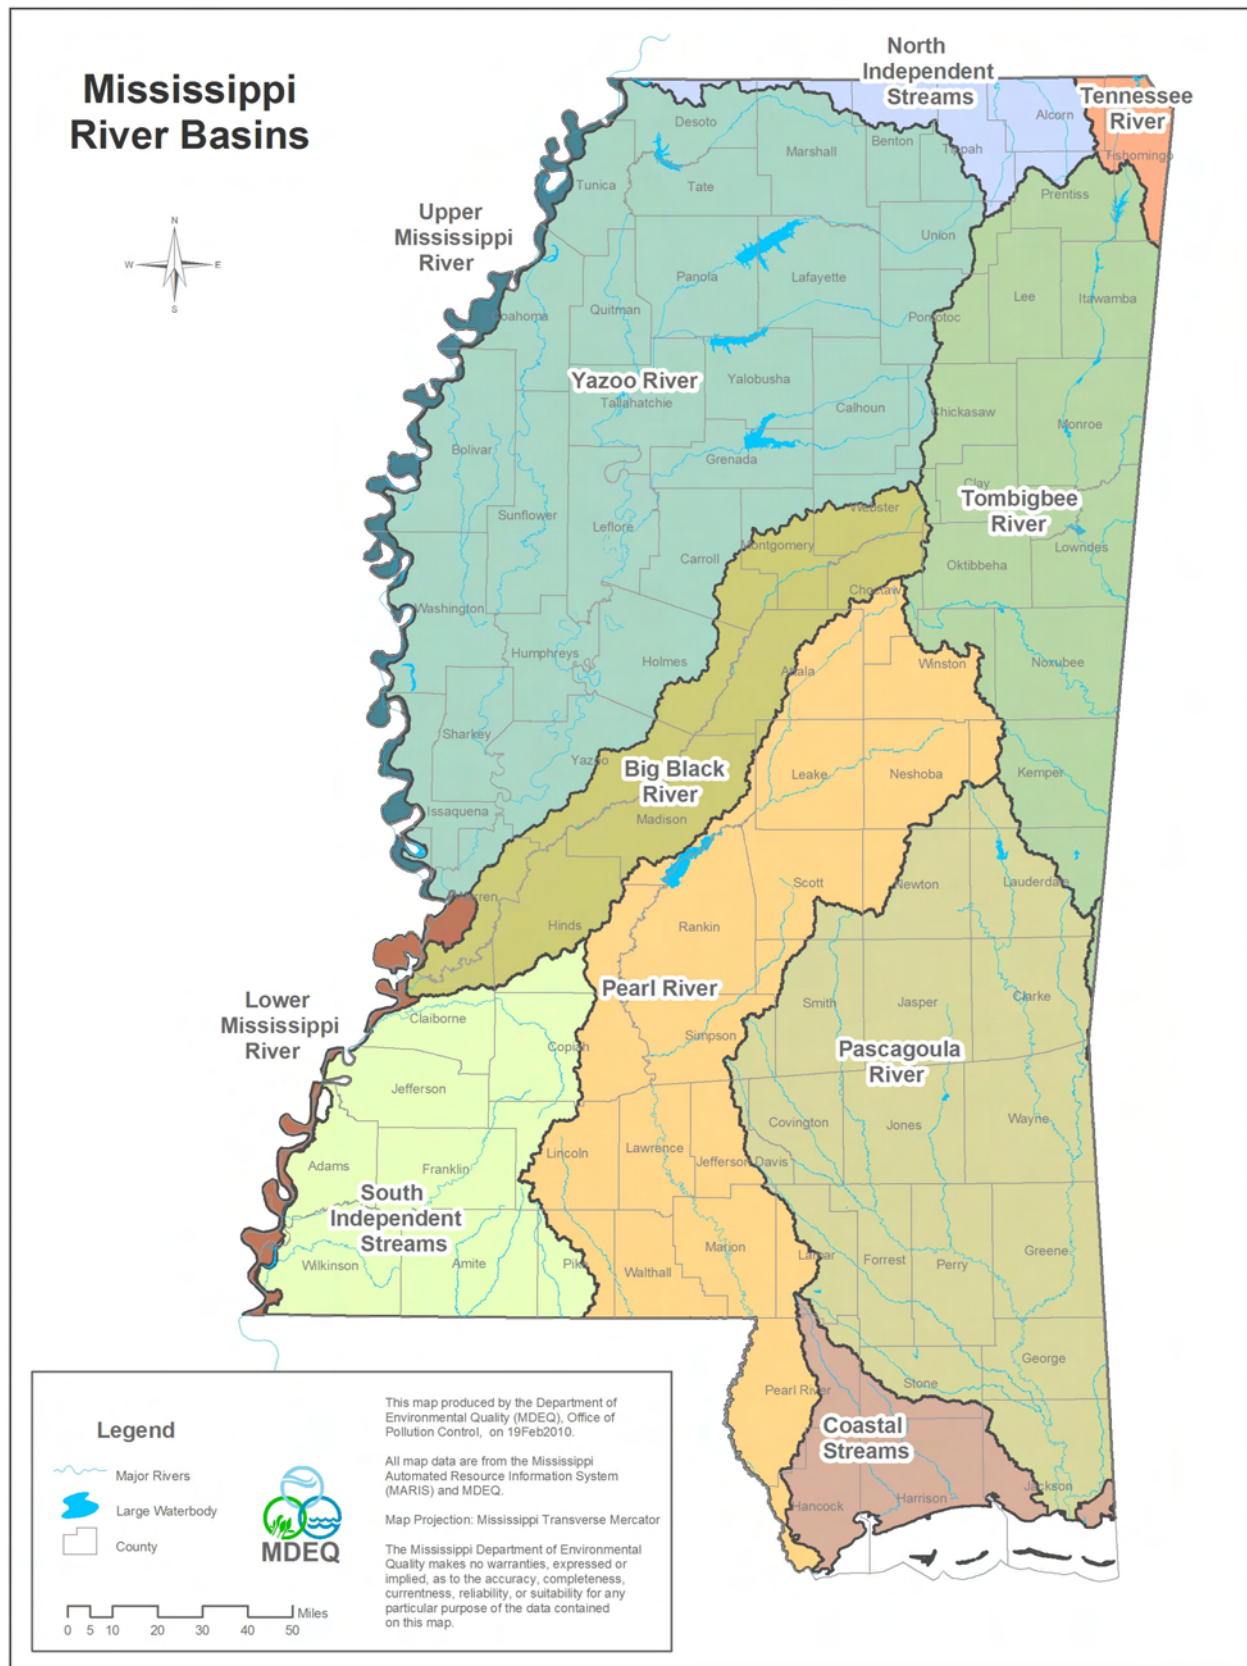 Mississippi
River Basins
North
Independent
Streams
Tennessee
River
Alcorn
Desoto
Benton
Tippah
Marshall
Tishomingo
Tunica
Tate
Prentiss
Upper
Mississippi
River
N
W
E
S
Union
Panola
Lafayette
Lee
Itawamba
Coahoma
Quitman
Pontotoc
Yazoo River
Yalobusha
Tallahatchie
Calhoun
Chickasaw
Monroe
Bolivar
Grenada
Clay
Tombigbee
River
Webster
Sunflower
Leflore
Montgomery
Lowndes
Carroll
Oktibbeha
Choctaw
Washington
Humphreys
Holmes
Attala
Winston
Noxubee
Sharkey
Yazoo
Big Black
River
Leake
Neshoba
Kemper
Issaquena
Madison
Scott
Newton
Lauderdale
Warren
Hinds
Rankin
Pearl River
Lower
Mississippi
River
Claiborne
Smith
Jasper
Clarke
Simpson
Copiah
Pascagoula
River
Jefferson
Covington
Jones
Wayne
Lincoln
Lawrence
Jefferson Davis
Adams
Franklin
South
Independent
Streams
Marion
Lamar
Forrest
Perry
Greene
Wilkinson
Amite
Pike
Walthall
George
Pearl River
Stone
Coastal
Streams
Hancock
Harrison
Jackson
Legend
Major Rivers
Large Waterbody
County
MDEQ
Miles
0 5 10 20 30 40 50
This map produced by the Department of
Environmental Quality (MDEQ), Office of
Pollution Control, on 19Feb2010.
All map data are from the Mississippi
Automated Resource Information System
(MARIS) and MDEQ.
Map Projection: Mississippi Transverse Mercator
The Mississippi Department of Environmental
Quality makes no warranties, expressed or
implied, as to the accuracy, completeness,
currentness, reliability, or suitability for any
particular purpose of the data contained
on this map.